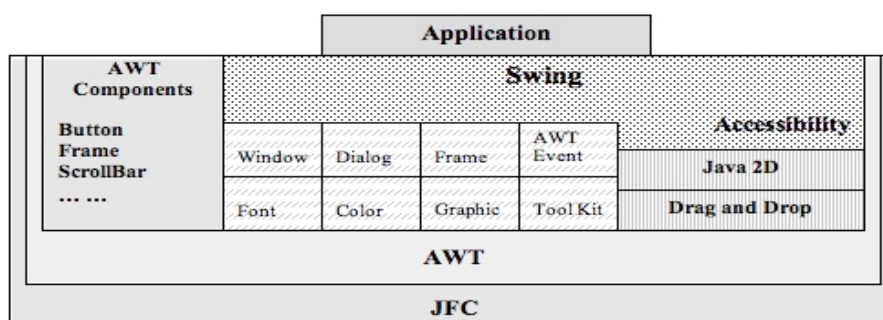 Application
AWT
Components
Button
Frame
ScrollBar
... ...
Swing
Accessibility
Window Dialog Frame AWT
Event
Java 2D
Font Color Graphic Tool Kit
Drag and Drop
AWT
JFC